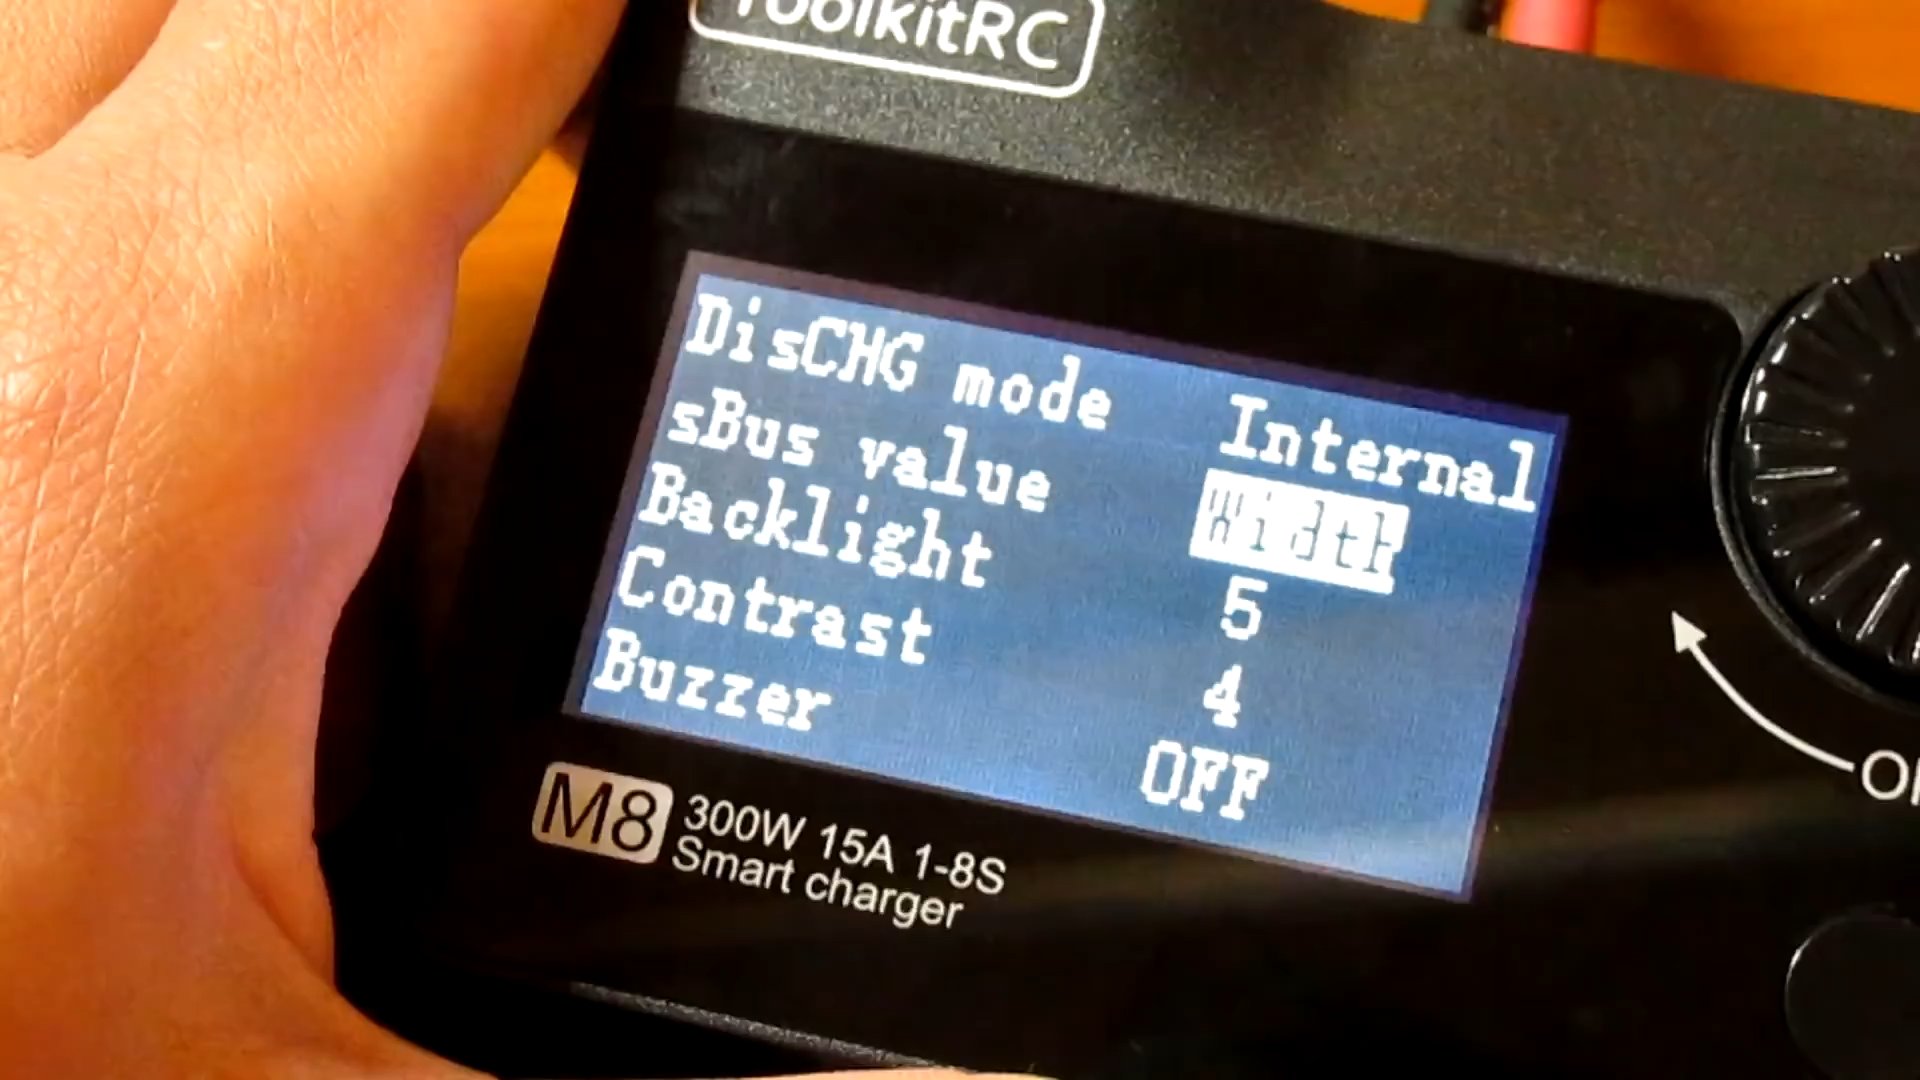 ToolkitRC
DisCHG mode Internal
sBus value Width
Backlight 5
Contrast 4
Buzzer OFF
M8 300W 15A 1-8S
Smart charger